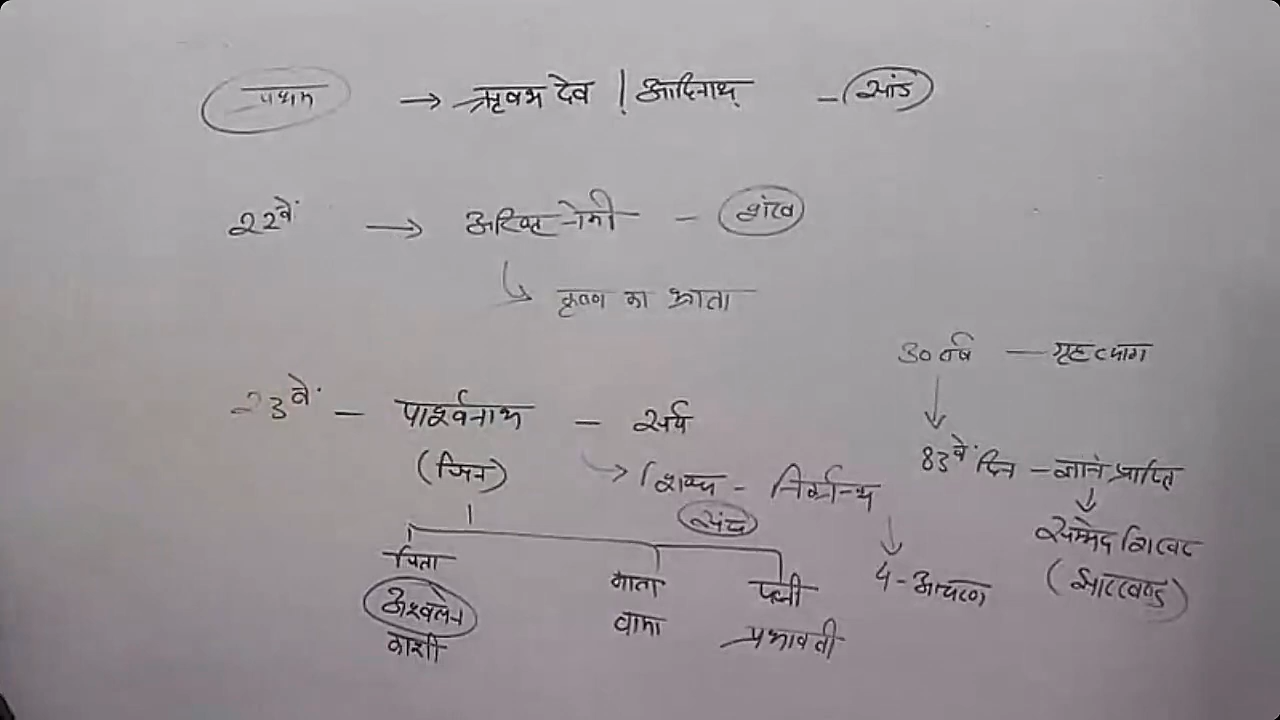 प्रथम → ऋषभ देव | आदिनाथ - सांड
22वें → अरिष्टनेमी - शंख
↳ कृष्ण का भ्राता
23वें - पार्श्वनाथ - सर्प
(जिन) → शिष्य - निर्ग्रन्थ
संघ
पिता माता पत्नी
अश्वसेन वामा प्रभावती
काशी
4 - आचरण
30 वर्ष - गृहत्याग
↓
83वें दिन - ज्ञान प्राप्ति
↓
सम्मेद शिखर
(झारखण्ड)